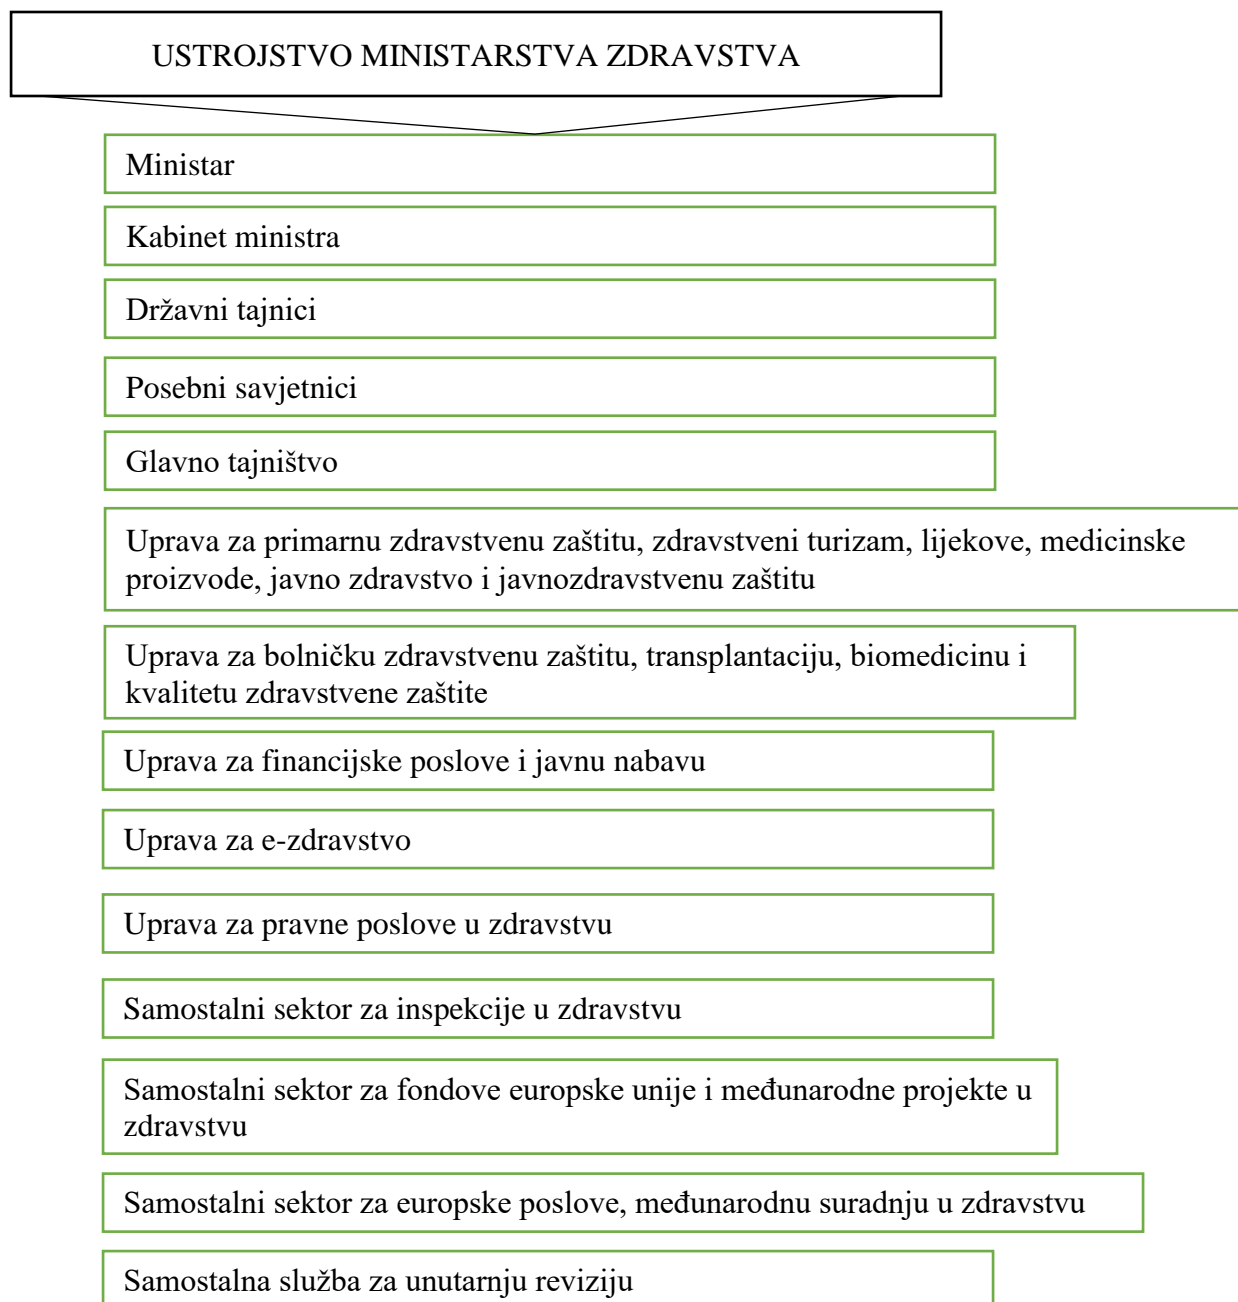 USTROJSTVO MINISTARSTVA ZDRAVSTVA
Ministar
Kabinet ministra
Državni tajnici
Posebni savjetnici
Glavno tajništvo
Uprava za primarnu zdravstvenu zaštitu, zdravstveni turizam, lijekove, medicinske
proizvode, javno zdravstvo i javnozdravstvenu zaštitu
Uprava za bolničku zdravstvenu zaštitu, transplantaciju, biomedicinu i
kvalitetu zdravstvene zaštite
Uprava za financijske poslove i javnu nabavu
Uprava za e-zdravstvo
Uprava za pravne poslove u zdravstvu
Samostalni sektor za inspekcije u zdravstvu
Samostalni sektor za fondove europske unije i međunarodne projekte u
zdravstvu
Samostalni sektor za europske poslove, međunarodnu suradnju u zdravstvu
Samostalna služba za unutarnju reviziju